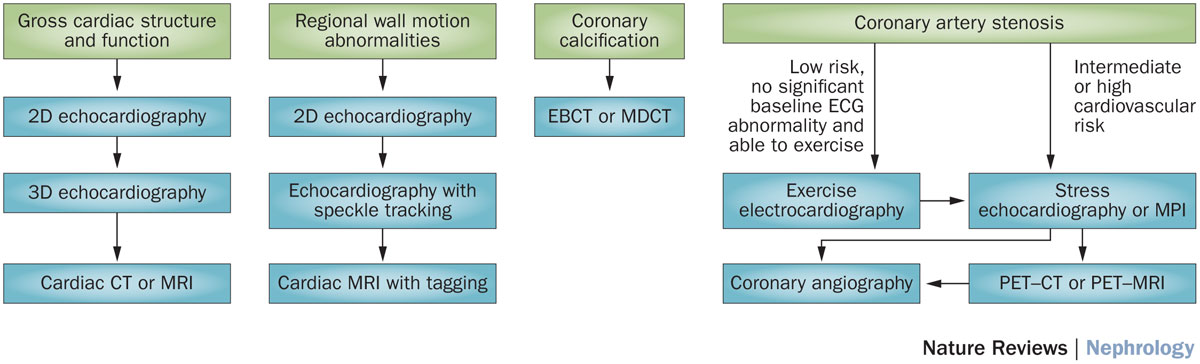 Gross cardiac structure
and function
2D echocardiography
3D echocardiography
Cardiac CT or MRI
Regional wall motion
abnormalities
2D echocardiography
Echocardiography with
speckle tracking
Cardiac MRI with tagging
Coronary
calcification
EBCT or MDCT
Coronary artery stenosis
Low risk,
no significant
baseline ECG
abnormality and
able to exercise
Intermediate
or high
cardiovascular
risk
Exercise
electrocardiography
Stress
echocardiography or MPI
Coronary angiography
PET–CT or PET–MRI
Nature Reviews | Nephrology